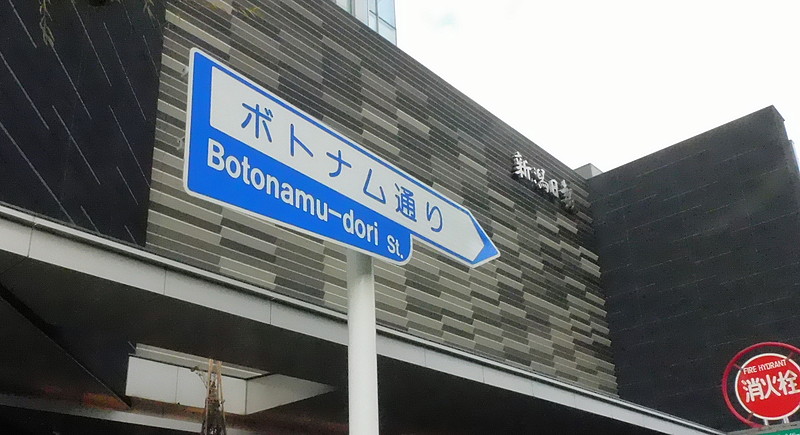 ボトナム通り
Botonamu-dori St.
新潟日報
FIRE HYDRANT
消火栓